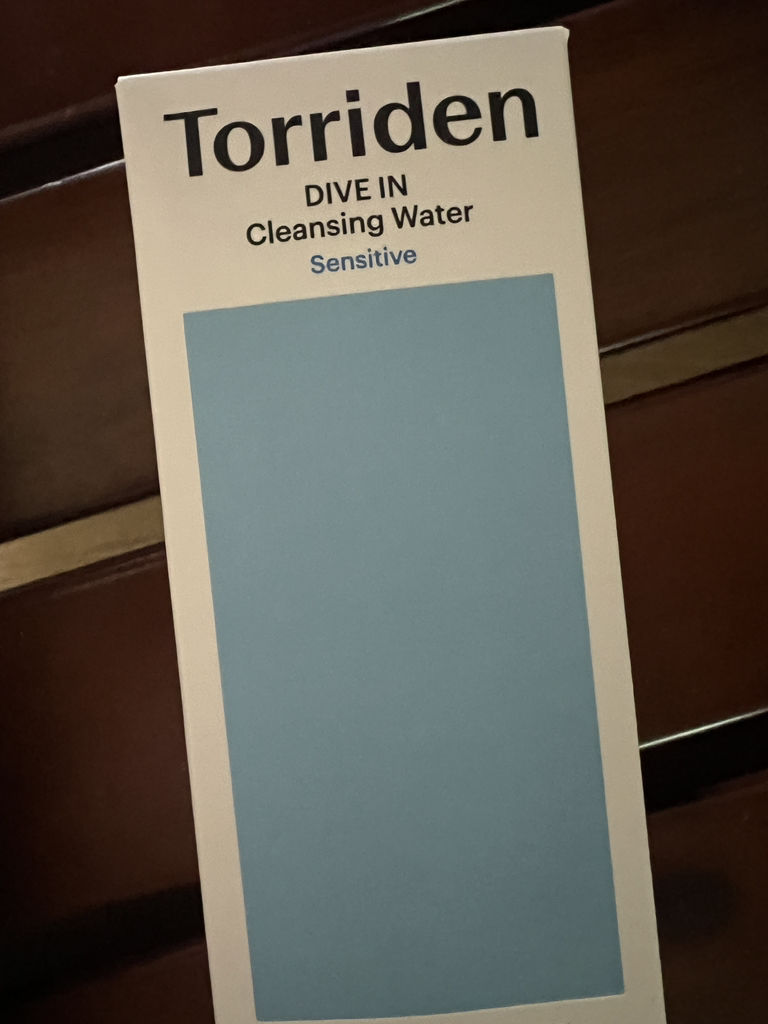 Torriden
DIVE IN
Cleansing Water
Sensitive